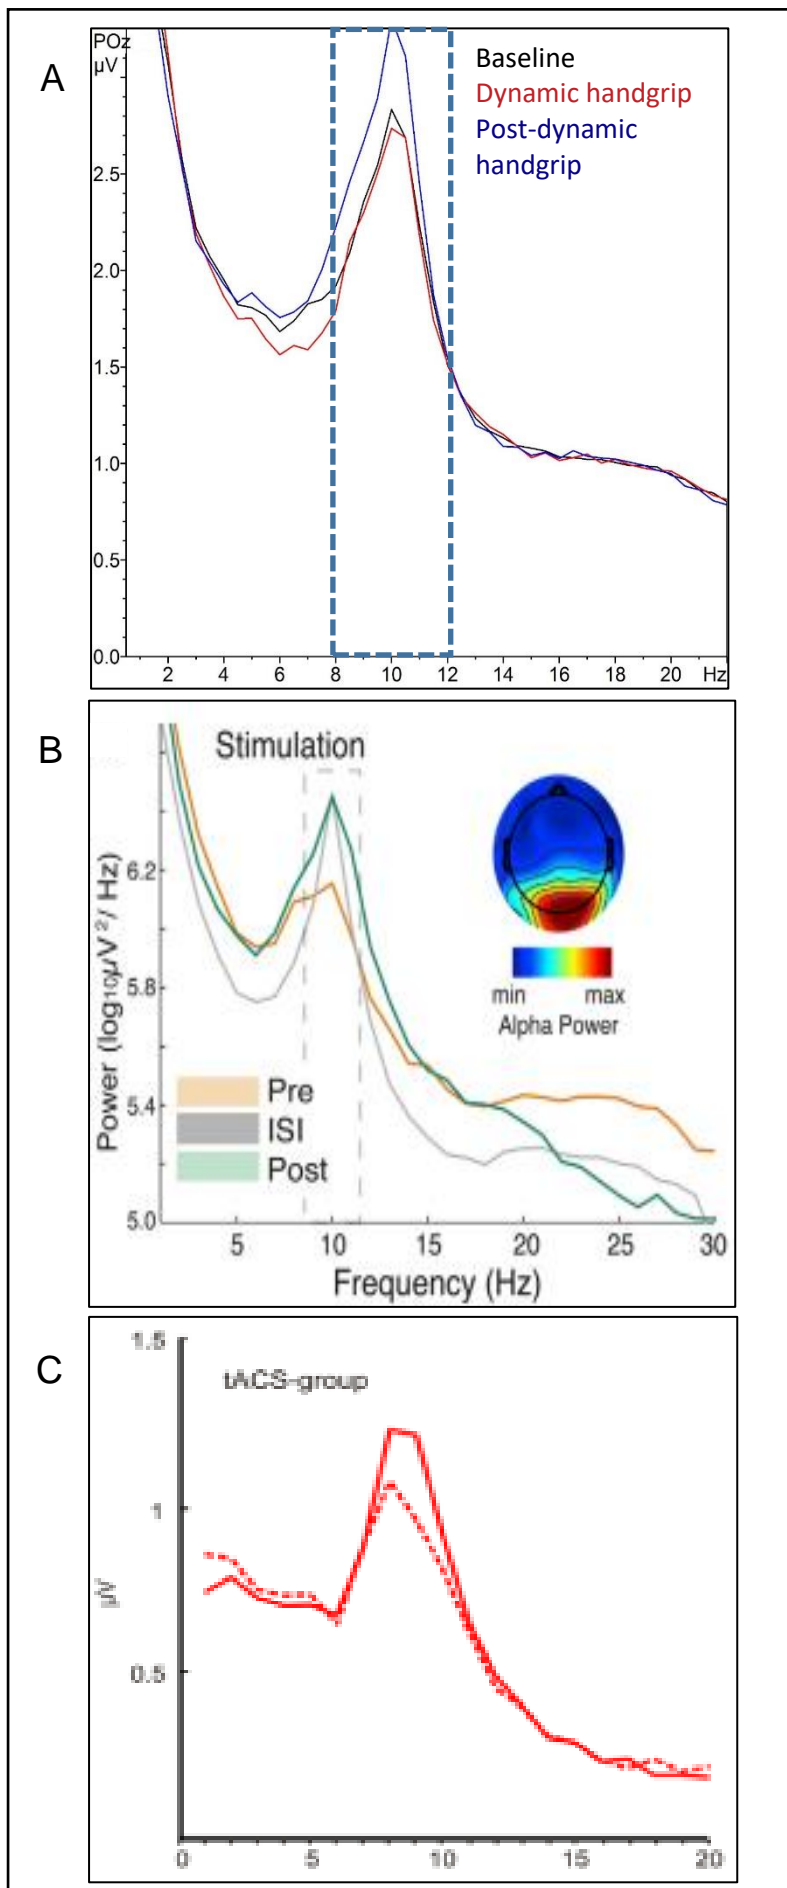 A
POz
µV
Baseline
Dynamic handgrip
Post-dynamic
handgrip
2.5
2.0
1.5
1.0
0.5
0.0
2 4 6 8 10 12 14 16 18 20 Hz
B
Stimulation
6.2
5.8
5.4
5.0
Power (log10µV²/ Hz)
min max
Alpha Power
Pre
ISI
Post
5 10 15 20 25 30
Frequency (Hz)
C
1.5
tACS-group
1
µV
0.5
0 5 10 15 20